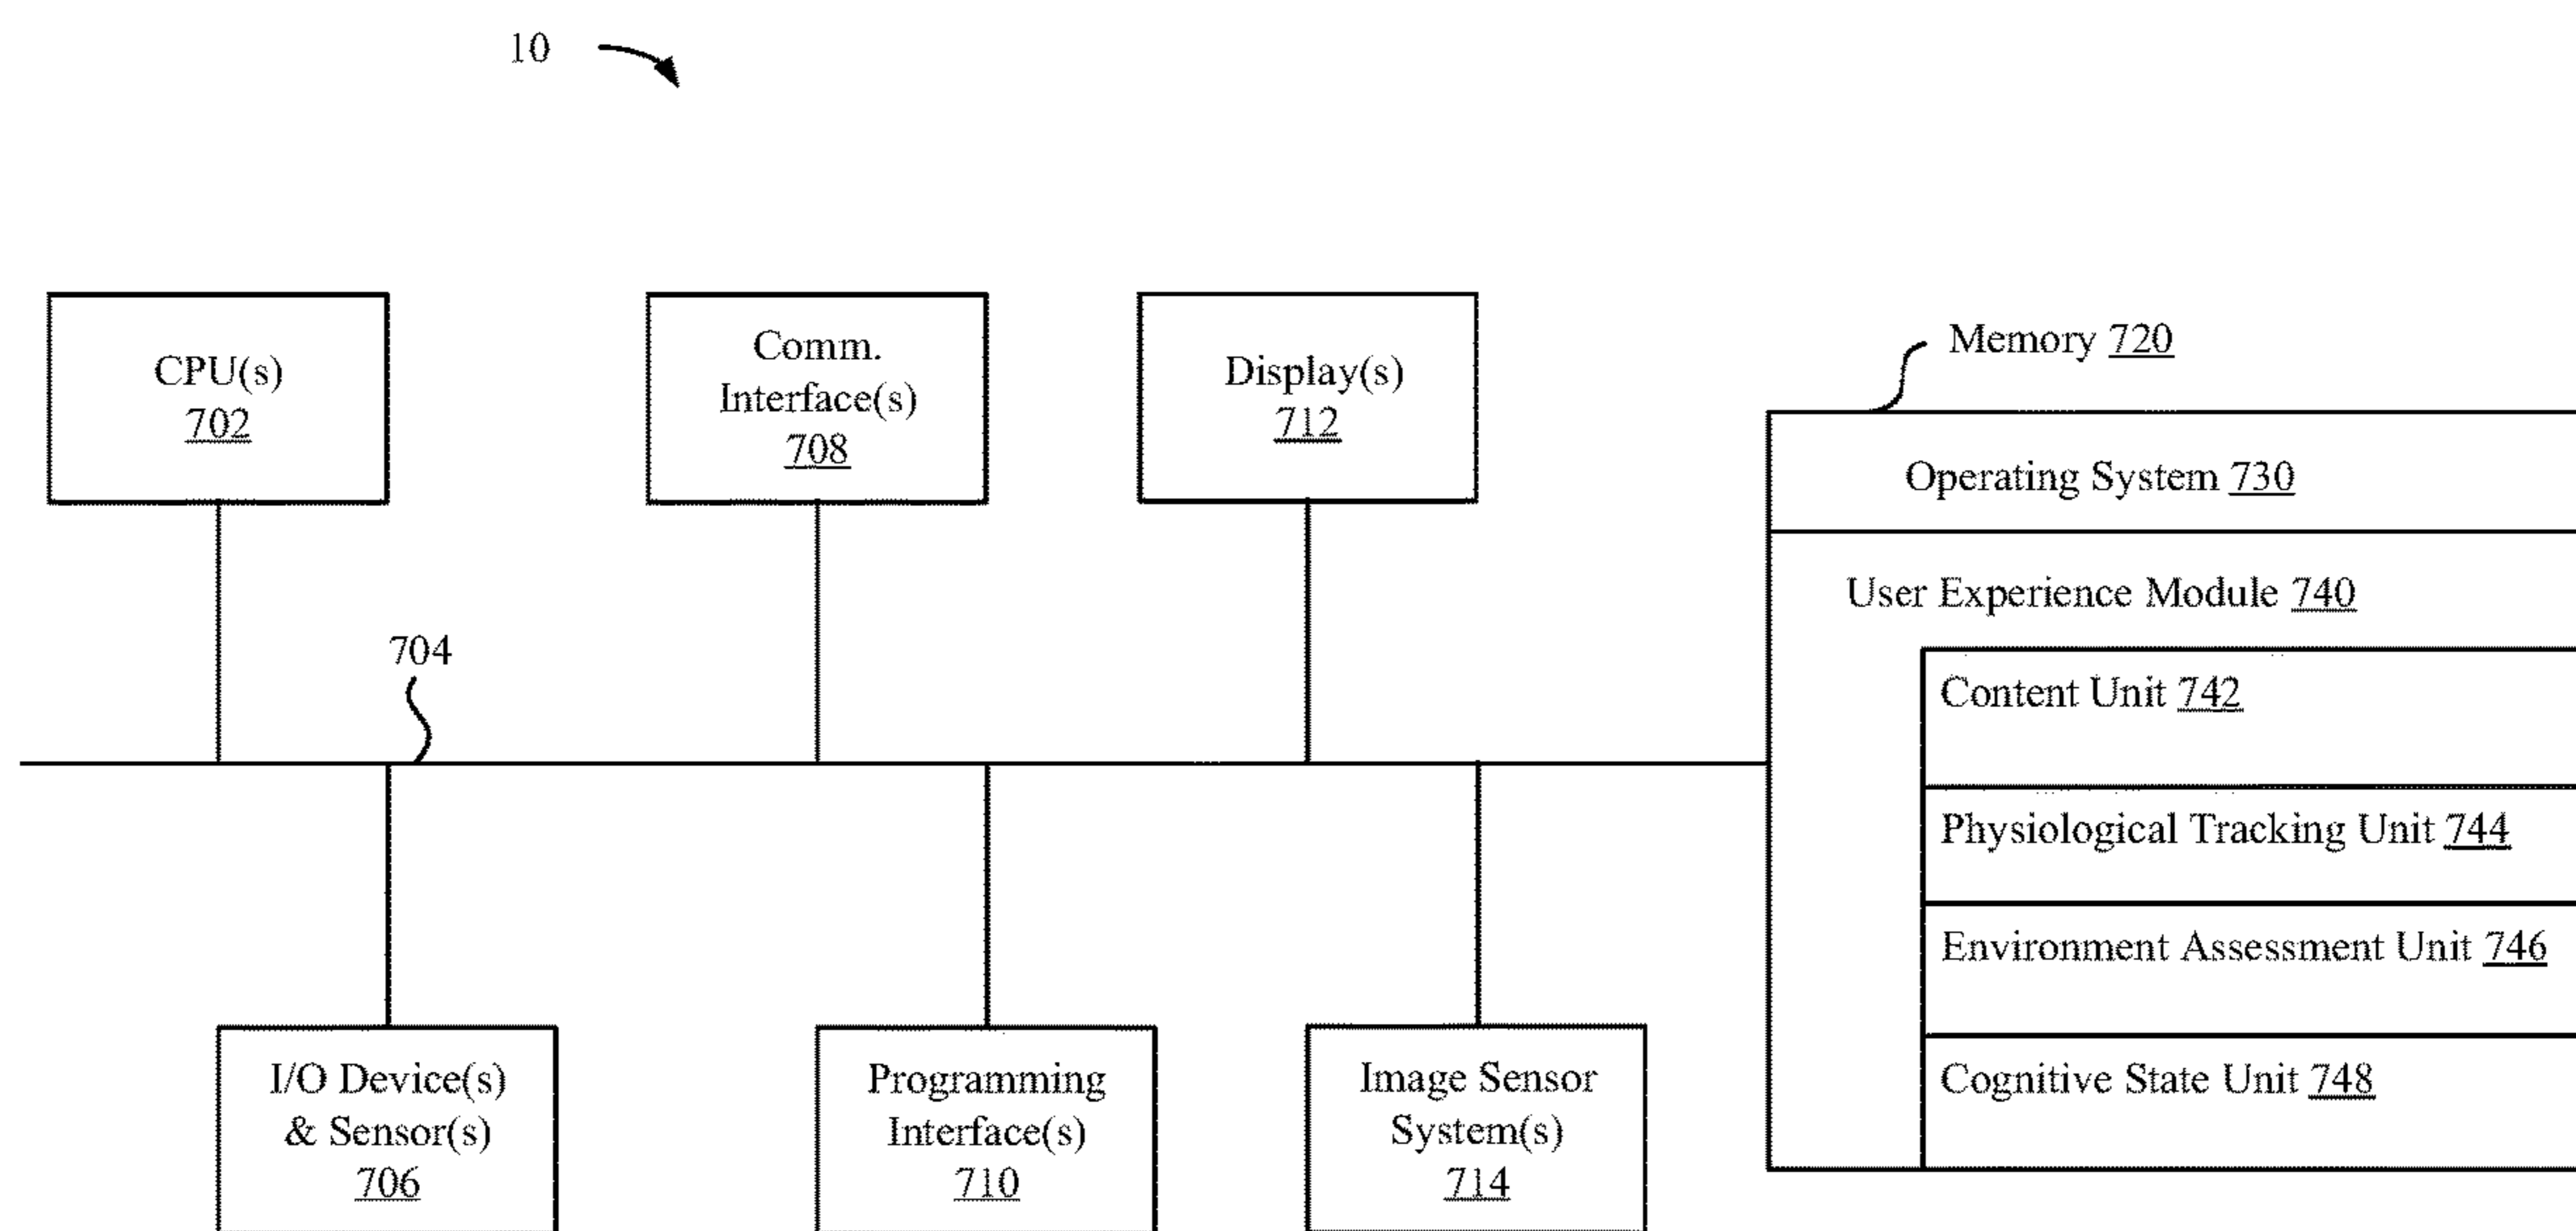 10
CPU(s)
702
Comm.
Interface(s)
708
Display(s)
712
Memory 720
Operating System 730
User Experience Module 740
704
Content Unit 742
Physiological Tracking Unit 744
Environment Assessment Unit 746
Cognitive State Unit 748
I/O Device(s)
& Sensor(s)
706
Programming
Interface(s)
710
Image Sensor
System(s)
714